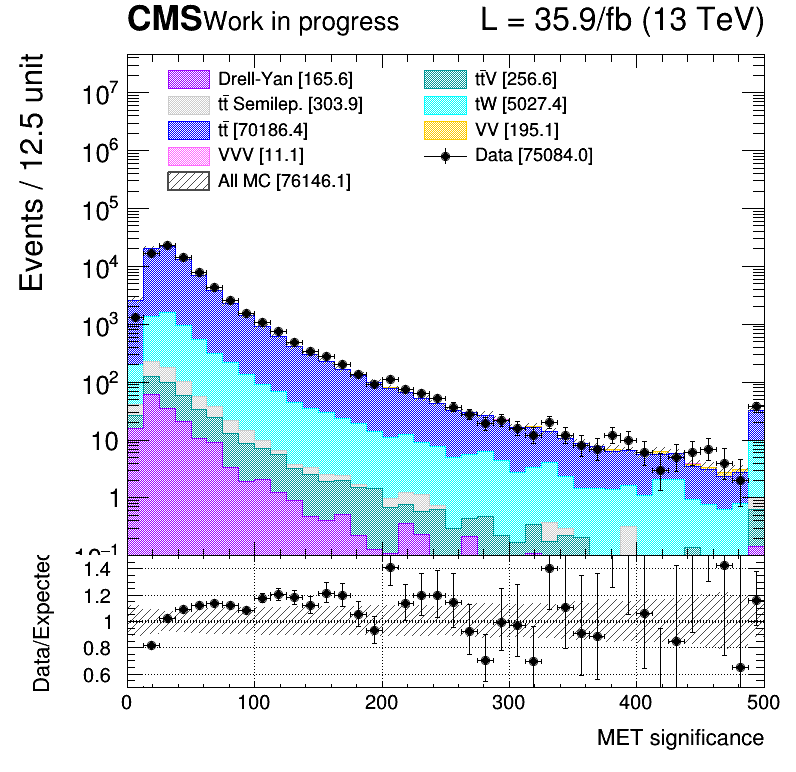 CMS Work in progress L = 35.9/fb (13 TeV)
Events / 12.5 unit
Drell-Yan [165.6] tt̄V [256.6]
tt̄ Semilep. [303.9] tW [5027.4]
tt̄ [70186.4] VV [195.1]
VVV [11.1] Data [75084.0]
All MC [76146.1]
10⁷
10⁶
10⁵
10⁴
10³
10²
10
1
10⁻¹
Data/Expected
1.4
1.2
1
0.8
0.6
0 100 200 300 400 500
MET significance